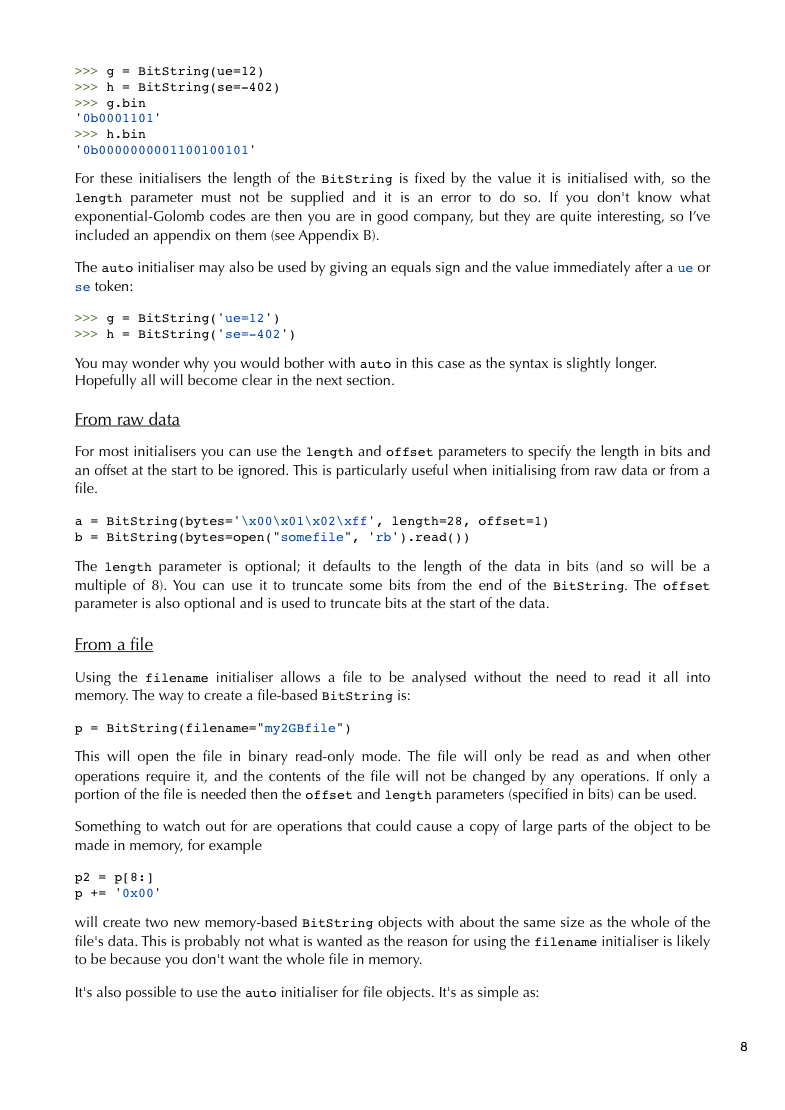 >>> g = BitString(ue=12)
>>> h = BitString(se=-402)
>>> g.bin
'0b0001101'
>>> h.bin
'0b0000000001100100101'
For these initialisers the length of the BitString is fixed by the value it is initialised with, so the
length parameter must not be supplied and it is an error to do so. If you don't know what
exponential-Golomb codes are then you are in good company, but they are quite interesting, so I’ve
included an appendix on them (see Appendix B).
The auto initialiser may also be used by giving an equals sign and the value immediately after a ue or
se token:
>>> g = BitString('ue=12')
>>> h = BitString('se=-402')
You may wonder why you would bother with auto in this case as the syntax is slightly longer.
Hopefully all will become clear in the next section.
From raw data
For most initialisers you can use the length and offset parameters to specify the length in bits and
an offset at the start to be ignored. This is particularly useful when initialising from raw data or from a
file.
a = BitString(bytes='\x00\x01\x02\xff', length=28, offset=1)
b = BitString(bytes=open("somefile", 'rb').read())
The length parameter is optional; it defaults to the length of the data in bits (and so will be a
multiple of 8). You can use it to truncate some bits from the end of the BitString. The offset
parameter is also optional and is used to truncate bits at the start of the data.
From a file
Using the filename initialiser allows a file to be analysed without the need to read it all into
memory. The way to create a file-based BitString is:
p = BitString(filename="my2GBfile")
This will open the file in binary read-only mode. The file will only be read as and when other
operations require it, and the contents of the file will not be changed by any operations. If only a
portion of the file is needed then the offset and length parameters (specified in bits) can be used.
Something to watch out for are operations that could cause a copy of large parts of the object to be
made in memory, for example
p2 = p[8:]
p += '0x00'
will create two new memory-based BitString objects with about the same size as the whole of the
file's data. This is probably not what is wanted as the reason for using the filename initialiser is likely
to be because you don't want the whole file in memory.
It's also possible to use the auto initialiser for file objects. It's as simple as:
8